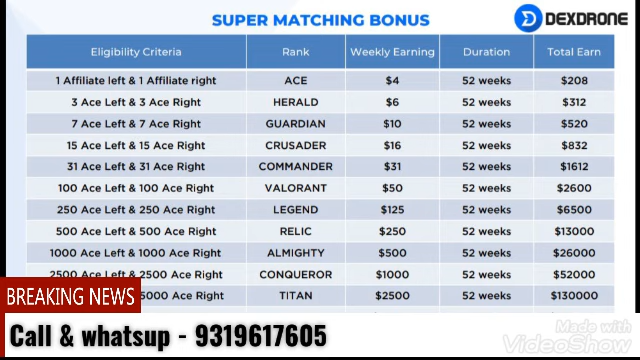 SUPER MATCHING BONUS
DEXDRONE
Eligibility Criteria Rank Weekly Earning Duration Total Earn
1 Affiliate left & 1 Affiliate right ACE $4 52 weeks $208
3 Ace Left & 3 Ace Right HERALD $6 52 weeks $312
7 Ace Left & 7 Ace Right GUARDIAN $10 52 weeks $520
15 Ace Left & 15 Ace Right CRUSADER $16 52 weeks $832
31 Ace Left & 31 Ace Right COMMANDER $31 52 weeks $1612
100 Ace Left & 100 Ace Right VALORANT $50 52 weeks $2600
250 Ace Left & 250 Ace Right LEGEND $125 52 weeks $6500
500 Ace Left & 500 Ace Right RELIC $250 52 weeks $13000
1000 Ace Left & 1000 Ace Right ALMIGHTY $500 52 weeks $26000
2500 Ace Left & 2500 Ace Right CONQUEROR $1000 52 weeks $52000
5000 Ace Right TITAN $2500 52 weeks $130000
BREAKING NEWS
Call & whatsup - 9319617605
Made with
VideoShow